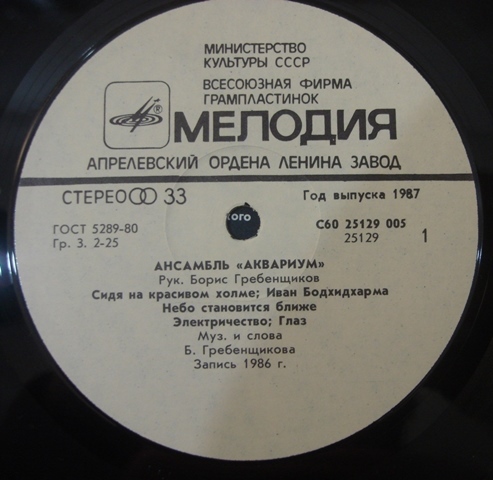 МИНИСТЕРСТВО
КУЛЬТУРЫ СССР
ВСЕСОЮЗНАЯ ФИРМА
ГРАМПЛАСТИНОК
МЕЛОДИЯ
АПРЕЛЕВСКИЙ ОРДЕНА ЛЕНИНА ЗАВОД
СТЕРЕО 33
Год выпуска 1987
ого
ГОСТ 5289-80
Гр. 3. 2-25
С60 25129 005
25129
1
АНСАМБЛЬ «АКВАРИУМ»
Рук. Борис Гребенщиков
Сидя на красивом холме; Иван Бодхидхарма
Небо становится ближе
Электричество; Глаз
Муз. и слова
Б. Гребенщикова
Запись 1986 г.